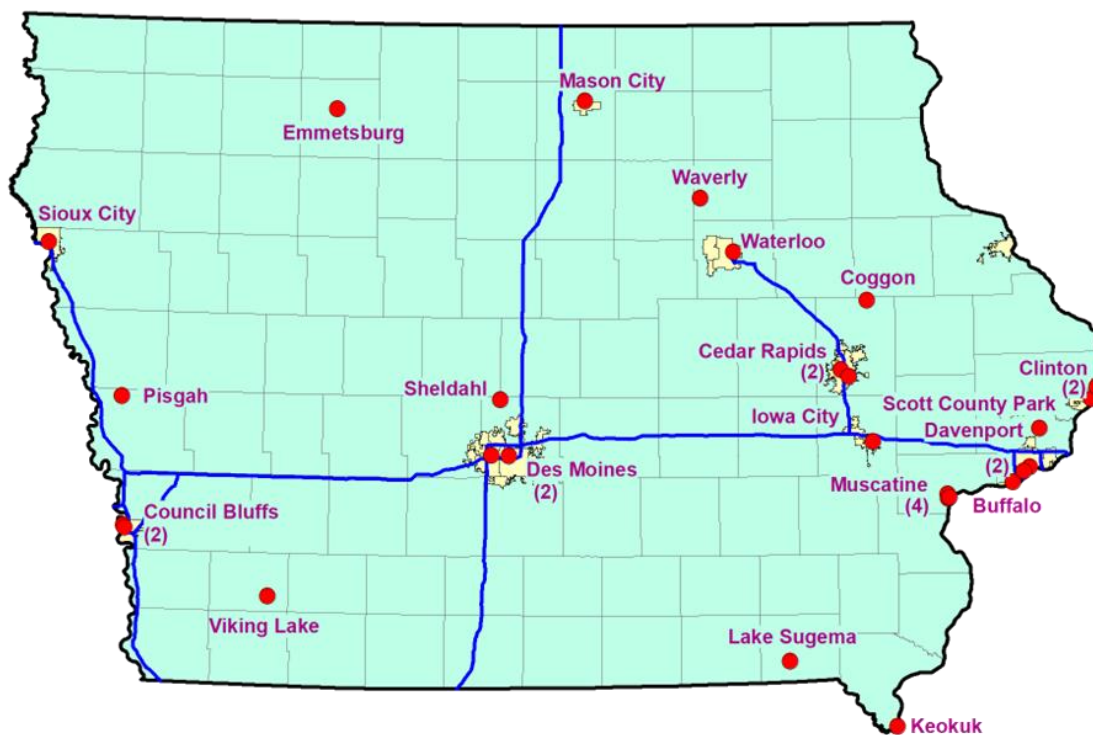 Mason City
Emmetsburg
Waverly
Sioux City
Waterloo
Coggon
Cedar Rapids
(2)
Clinton
(2)
Pisgah
Sheldahl
Scott County Park
Iowa City
Davenport
(2)
Des Moines
(2)
Muscatine
(4)
Buffalo
Council Bluffs
(2)
Viking Lake
Lake Sugema
Keokuk